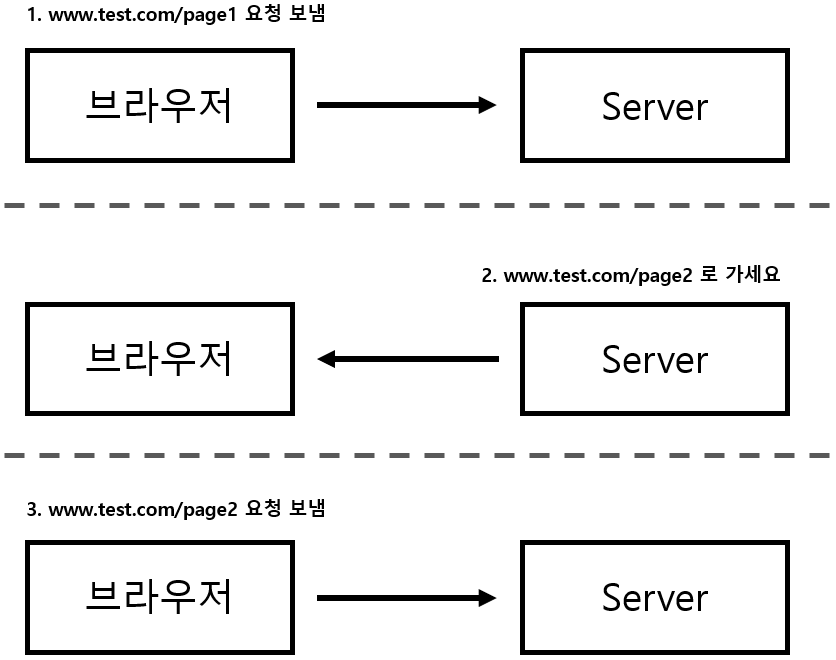 1. www.test.com/page1 요청 보냄
브라우저
Server
2. www.test.com/page2 로 가세요
브라우저
Server
3. www.test.com/page2 요청 보냄
브라우저
Server